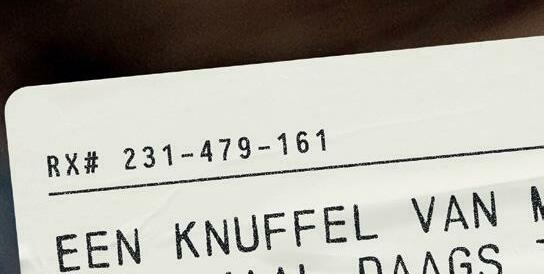 RX# 231-479-161
EEN KNUFFEL VAN
DAAGS